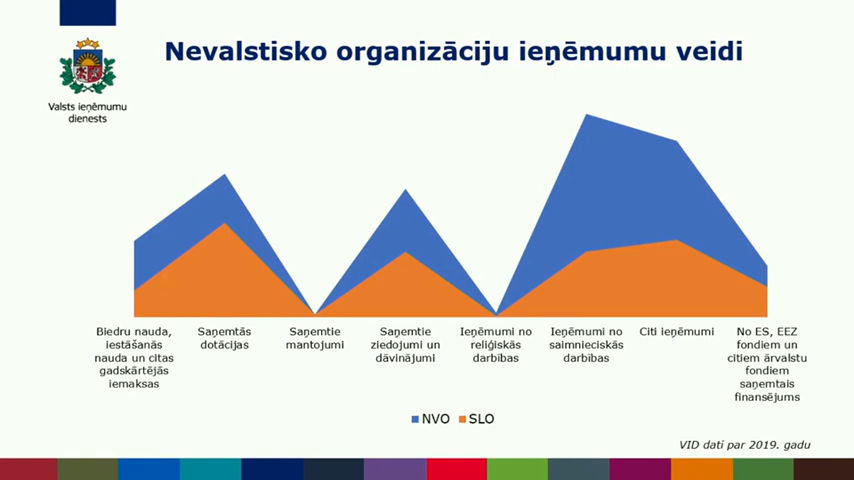 Nevalstisko organizāciju ieņēmumu veidi
Valsts ieņēmumu
dienests
Biedru nauda,
iestāšanās
nauda un citas
gadskārtējās
iemaksas
Saņemtās
dotācijas
Saņemtie
mantojumi
Saņemtie
ziedojumi un
dāvinājumi
Ieņēmumi no
reliģiskās
darbības
Ieņēmumi no
saimnieciskās
darbības
Citi ieņēmumi
No ES, EEZ
fondiem un
citiem ārvalstu
fondiem
saņemtais
finansējums
NVO SLO
VID dati par 2019. gadu